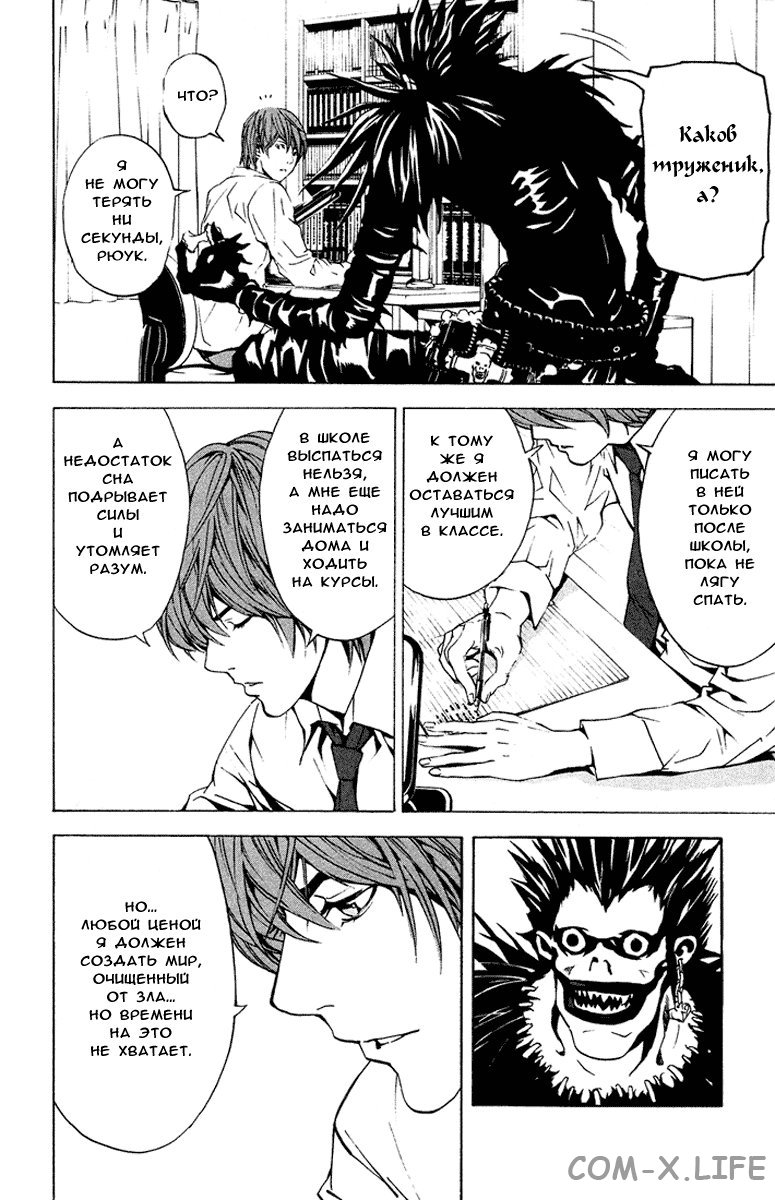 Каков
труженик,
а?
ЧТО?
Я
НЕ МОГУ
ТЕРЯТЬ
НИ
СЕКУНДЫ,
РЮУК.
Я МОГУ
ПИСАТЬ
В НЕЙ
ТОЛЬКО
ПОСЛЕ
ШКОЛЫ,
ПОКА НЕ
ЛЯГУ
СПАТЬ.
К ТОМУ
ЖЕ Я
ДОЛЖЕН
ОСТАВАТЬСЯ
ЛУЧШИМ
В КЛАССЕ.
В ШКОЛЕ
ВЫСПАТЬСЯ
НЕЛЬЗЯ,
А МНЕ ЕЩЕ
НАДО
ЗАНИМАТЬСЯ
ДОМА И
ХОДИТЬ
НА КУРСЫ.
А
НЕДОСТАТОК
СНА
ПОДРЫВАЕТ
СИЛЫ
И
УТОМЛЯЕТ
РАЗУМ.
НО...
ЛЮБОЙ ЦЕНОЙ
Я ДОЛЖЕН
СОЗДАТЬ МИР,
ОЧИЩЕННЫЙ
ОТ ЗЛА...
НО ВРЕМЕНИ
НА ЭТО
НЕ ХВАТАЕТ.
COM-X.LIFE